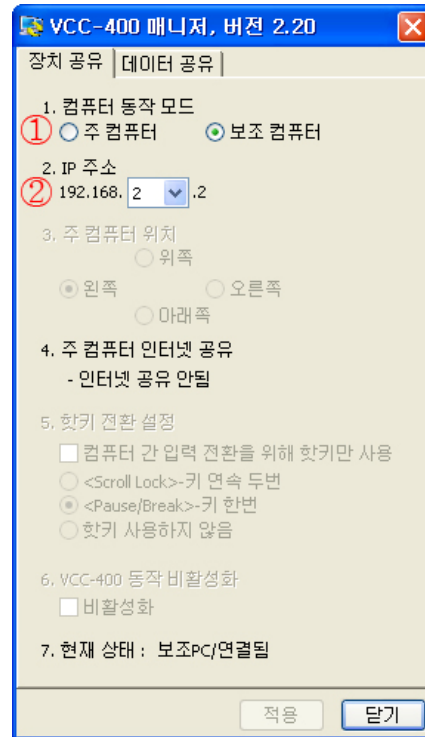 VCC-400 매니저, 버전 2.20
장치 공유 데이터 공유
1. 컴퓨터 동작 모드
① 주 컴퓨터 보조 컴퓨터
2. IP 주소
② 192.168. 2 .2
3. 주 컴퓨터 위치
위쪽
왼쪽 오른쪽
아래쪽
4. 주 컴퓨터 인터넷 공유
- 인터넷 공유 안됨
5. 핫키 전환 설정
컴퓨터 간 입력 전환을 위해 핫키만 사용
<Scroll Lock>-키 연속 두번
<Pause/Break>-키 한번
핫키 사용하지 않음
6. VCC-400 동작 비활성화
비활성화
7. 현재 상태 : 보조PC/연결됨
적용 닫기